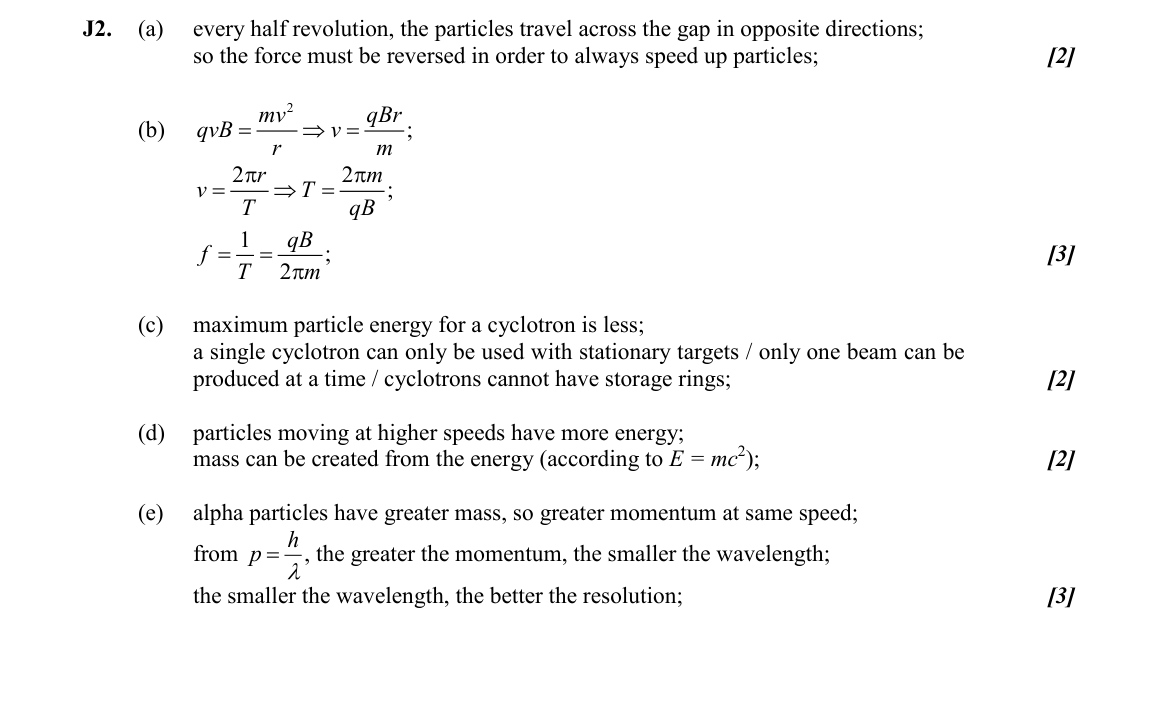 J2. (a) every half revolution, the particles travel across the gap in opposite directions;
so the force must be reversed in order to always speed up particles; [2]
(b) qvB = mv²/r ⇒ v = qBr/m;
v = 2πr/T ⇒ T = 2πm/qB;
f = 1/T = qB/2πm; [3]
(c) maximum particle energy for a cyclotron is less;
a single cyclotron can only be used with stationary targets / only one beam can be
produced at a time / cyclotrons cannot have storage rings; [2]
(d) particles moving at higher speeds have more energy;
mass can be created from the energy (according to E = mc²); [2]
(e) alpha particles have greater mass, so greater momentum at same speed;
from p = h/λ, the greater the momentum, the smaller the wavelength;
the smaller the wavelength, the better the resolution; [3]